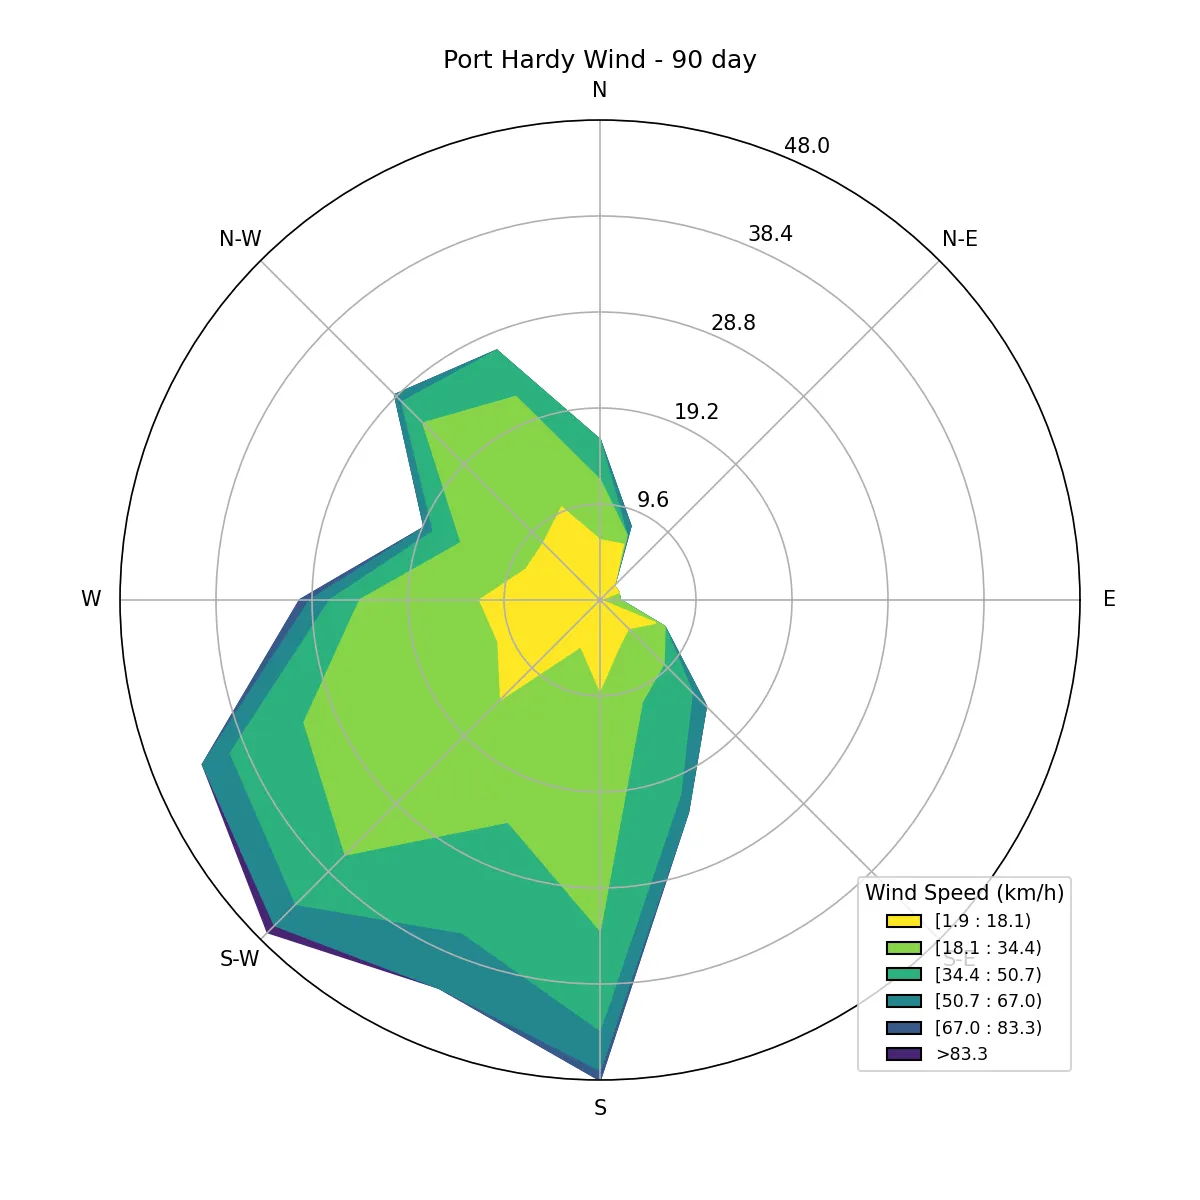 Port Hardy Wind - 90 day
N
48.0
38.4
N-W
N-E
28.8
19.2
9.6
W
E
Wind Speed (km/h)
[1.9 : 18.1)
[18.1 : 34.4)
S-W
S-E
[34.4 : 50.7)
[50.7 : 67.0)
[67.0 : 83.3)
>83.3
S